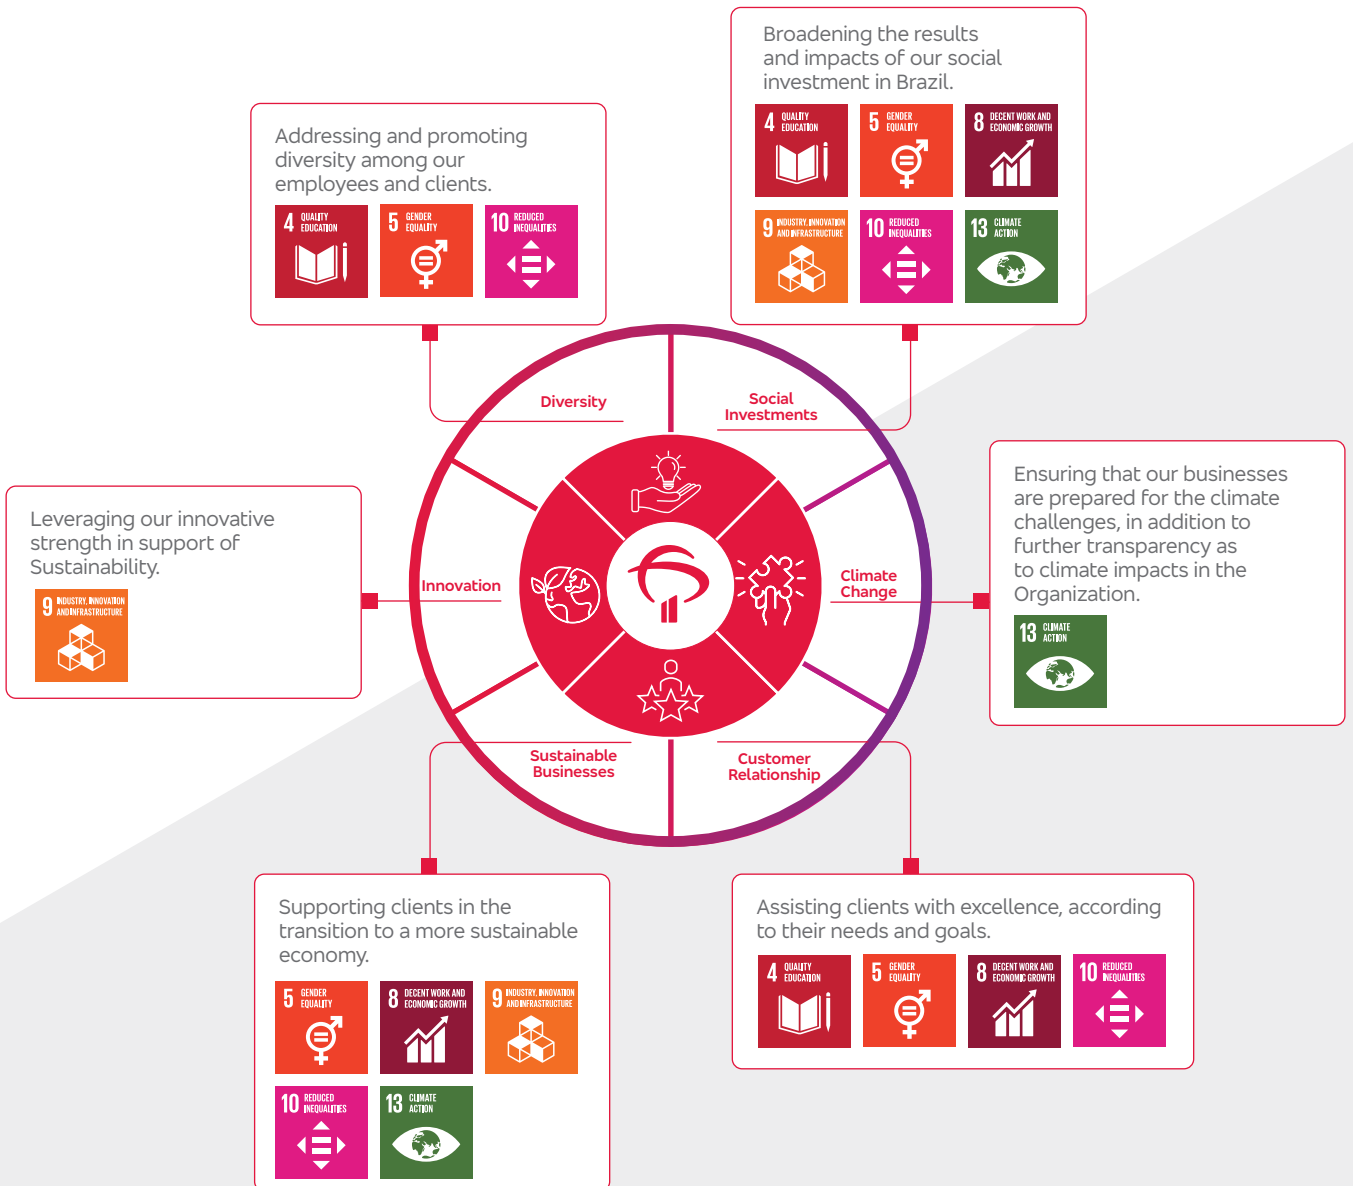 Broadening the results
and impacts of our social
investment in Brazil.
4 QUALITY
EDUCATION
5 GENDER
EQUALITY
8 DECENT WORK AND
ECONOMIC GROWTH
9 INDUSTRY, INNOVATION
AND INFRASTRUCTURE
10 REDUCED
INEQUALITIES
13 CLIMATE
ACTION
Addressing and promoting
diversity among our
employees and clients.
4 QUALITY
EDUCATION
5 GENDER
EQUALITY
10 REDUCED
INEQUALITIES
Diversity
Social
Investments
Leveraging our innovative
strength in support of
Sustainability.
9 INDUSTRY, INNOVATION
AND INFRASTRUCTURE
Innovation
Climate
Change
Ensuring that our businesses
are prepared for the climate
challenges, in addition to
further transparency as
to climate impacts in the
Organization.
13 CLIMATE
ACTION
Sustainable
Businesses
Customer
Relationship
Supporting clients in the
transition to a more sustainable
economy.
5 GENDER
EQUALITY
8 DECENT WORK AND
ECONOMIC GROWTH
9 INDUSTRY, INNOVATION
AND INFRASTRUCTURE
10 REDUCED
INEQUALITIES
13 CLIMATE
ACTION
Assisting clients with excellence, according
to their needs and goals.
4 QUALITY
EDUCATION
5 GENDER
EQUALITY
8 DECENT WORK AND
ECONOMIC GROWTH
10 REDUCED
INEQUALITIES